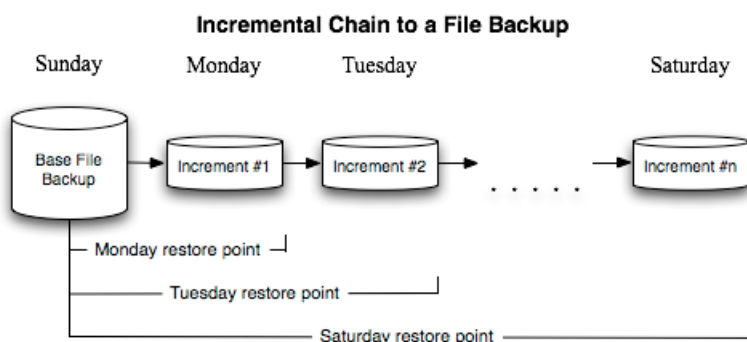 Incremental Chain to a File Backup
Sunday Monday Tuesday Saturday
Base File
Backup
Increment #1
Increment #2
. . . . .
Increment #n
Monday restore point
Tuesday restore point
Saturday restore point